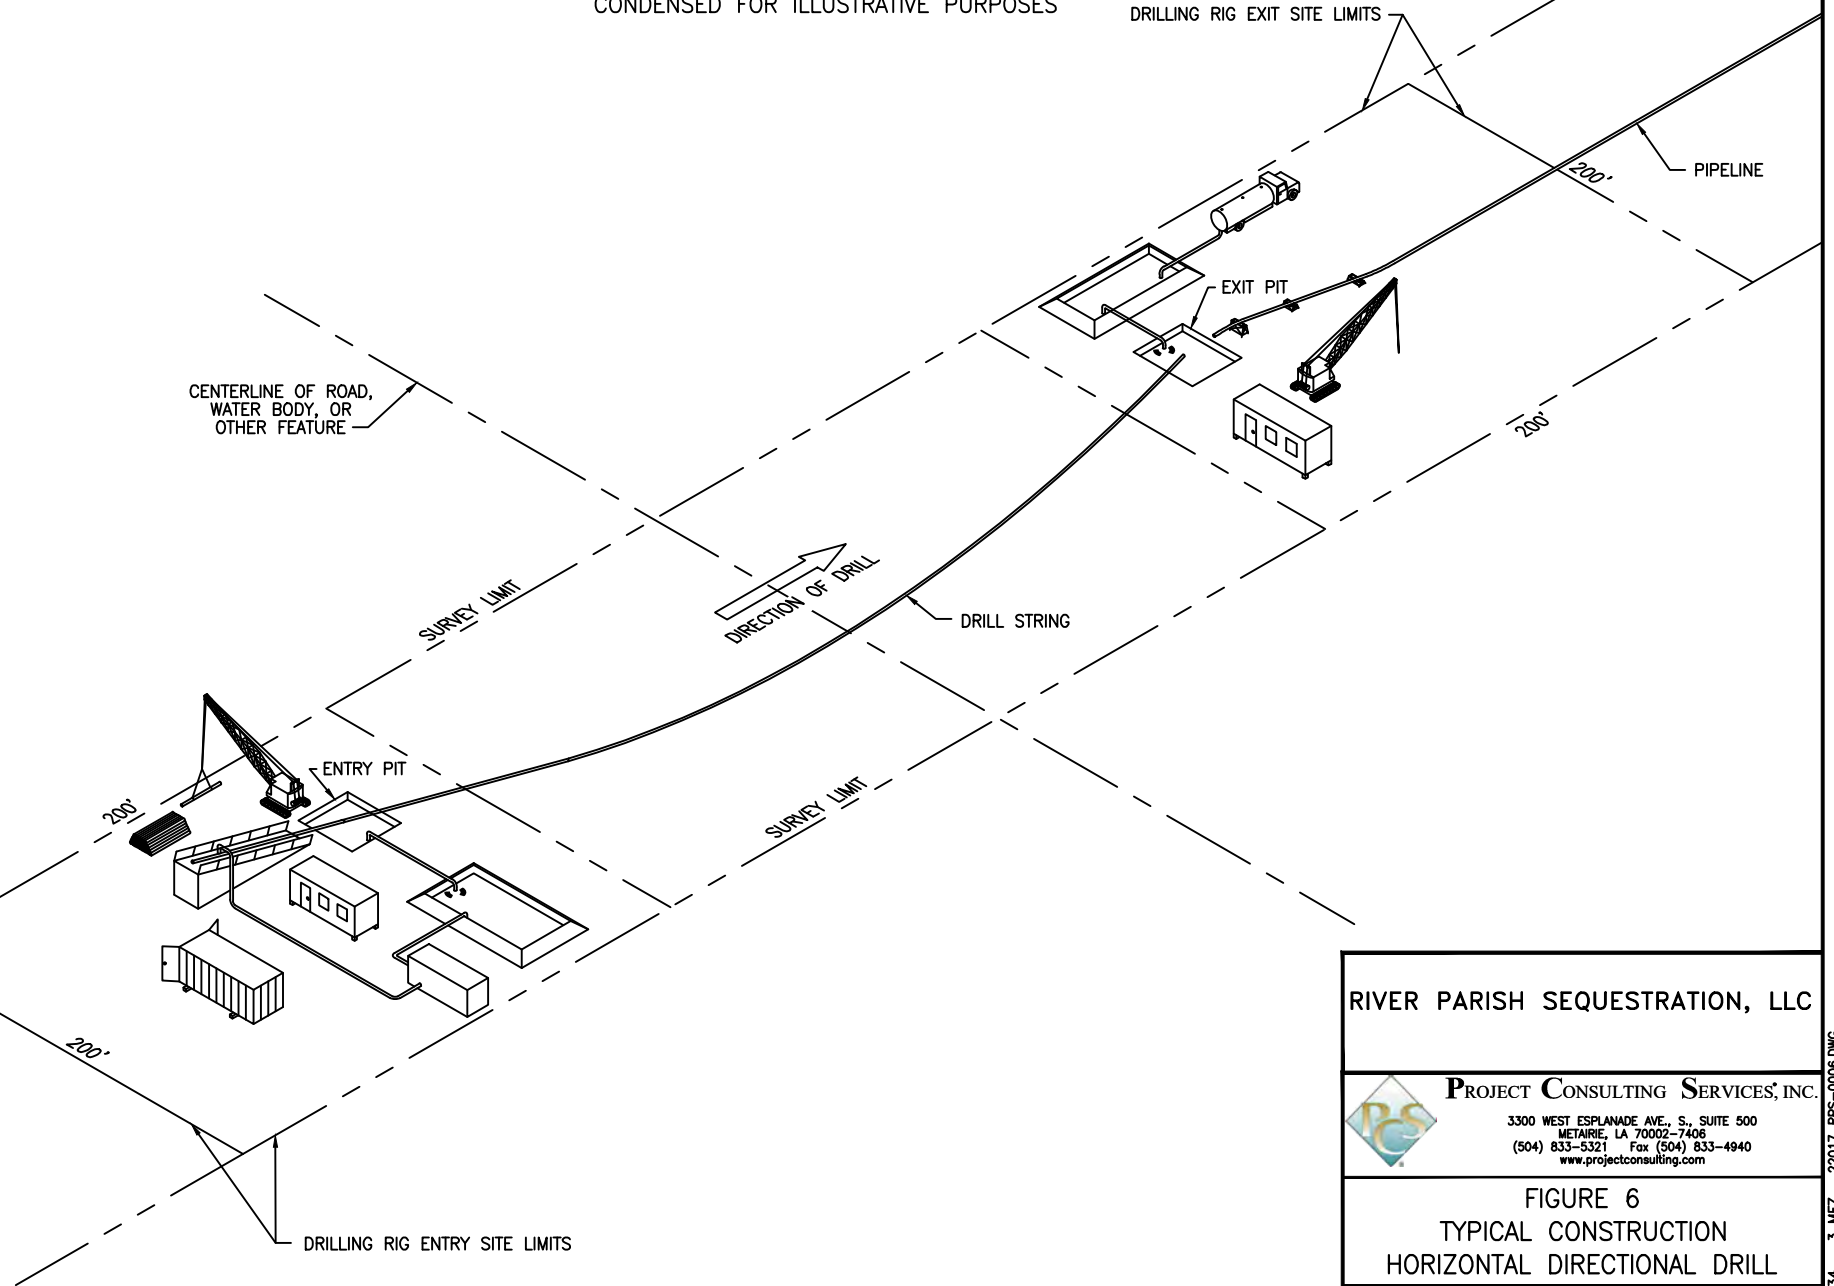 CONDENSED FOR ILLUSTRATIVE PURPOSES
DRILLING RIG EXIT SITE LIMITS
200'
PIPELINE
EXIT PIT
CENTERLINE OF ROAD,
WATER BODY, OR
OTHER FEATURE
200'
SURVEY LIMIT
DIRECTION OF DRILL
DRILL STRING
ENTRY PIT
200'
SURVEY LIMIT
200'
DRILLING RIG ENTRY SITE LIMITS
RIVER PARISH SEQUESTRATION, LLC
PCS
PROJECT CONSULTING SERVICES, INC.
3300 WEST ESPLANADE AVE., S., SUITE 500
METAIRIE, LA 70002-7406
(504) 833-5321 Fax (504) 833-4940
www.projectconsulting.com
FIGURE 6
TYPICAL CONSTRUCTION
HORIZONTAL DIRECTIONAL DRILL